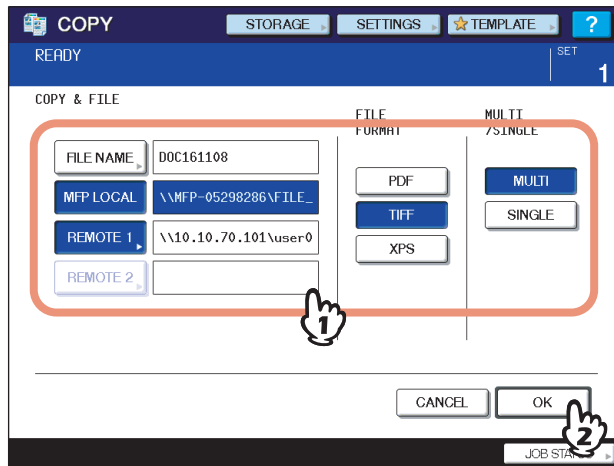 COPY STORAGE SETTINGS TEMPLATE ?
READY SET
1
COPY & FILE
FILE FORMAT MULTI /SINGLE
FILE NAME DOC161108
MFP LOCAL \\MFP-05298286\FILE_
REMOTE 1 \\10.10.70.101\user0
REMOTE 2
PDF
TIFF
XPS
MULTI
SINGLE
1
CANCEL OK
2
JOB STA